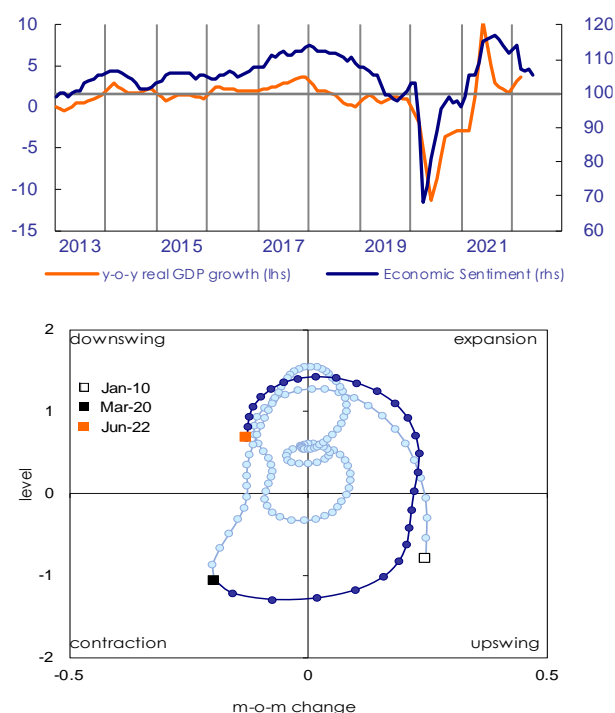 10 120
5 110
0 100
-5 90
-10 80
-15 70
60
2013 2015 2017 2019 2021
y-o-y real GDP growth (lhs) Economic Sentiment (rhs)
2
downswing expansion
Jan-10
Mar-20
Jun-22
1
level
0
-1
contraction upswing
-2
-0.5 0 0.5
m-o-m change